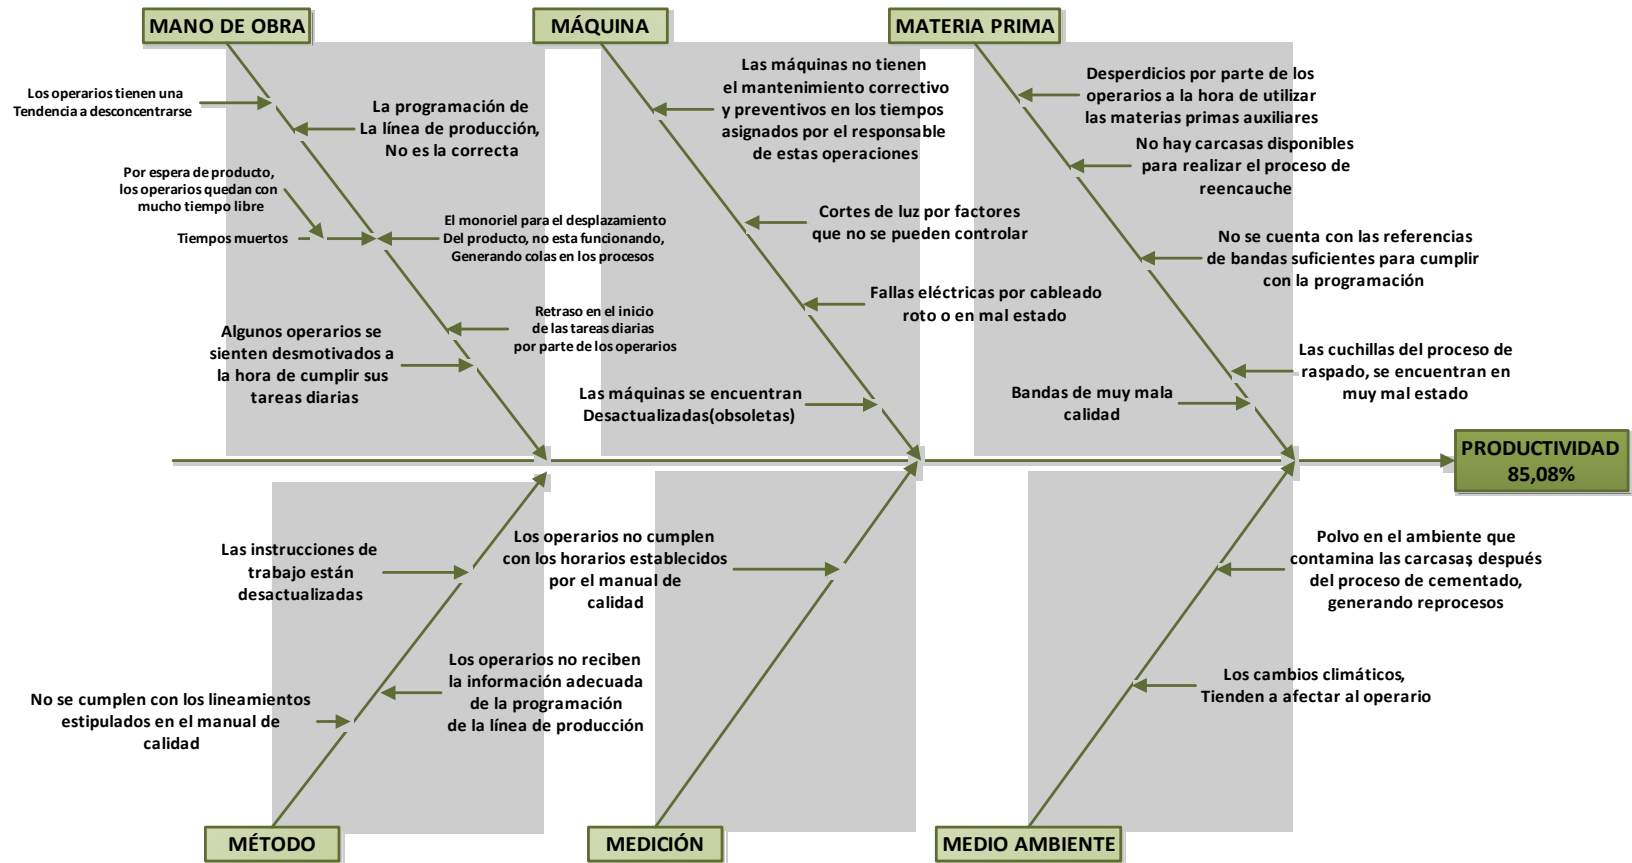 MANO DE OBRA
MÁQUINA
MATERIA PRIMA
Los operarios tienen una
Tendencia a desconcentrarse
La programación de
La línea de producción,
No es la correcta
Por espera de producto,
los operarios quedan con
mucho tiempo libre
Tiempos muertos
El monoriel para el desplazamiento
Del producto, no esta funcionando,
Generando colas en los procesos
Retraso en el inicio
de las tareas diarias
por parte de los operarios
Algunos operarios se
sienten desmotivados a
la hora de cumplir sus
tareas diarias
Las máquinas no tienen
el mantenimiento correctivo
y preventivos en los tiempos
asignados por el responsable
de estas operaciones
Cortes de luz por factores
que no se pueden controlar
Fallas eléctricas por cableado
roto o en mal estado
Las máquinas se encuentran
Desactualizadas(obsoletas)
Desperdicios por parte de los
operarios a la hora de utilizar
las materias primas auxiliares
No hay carcasas disponibles
para realizar el proceso de
reencauche
No se cuenta con las referencias
de bandas suficientes para cumplir
con la programación
Las cuchillas del proceso de
raspado, se encuentran en
muy mal estado
Bandas de muy mala
calidad
PRODUCTIVIDAD
85,08%
Las instrucciones de
trabajo están
desactualizadas
Los operarios no reciben
la información adecuada
de la programación
de la línea de producción
No se cumplen con los lineamientos
estipulados en el manual de
calidad
Los operarios no cumplen
con los horarios establecidos
por el manual de
calidad
Polvo en el ambiente que
contamina las carcasas, después
del proceso de cementado,
generando reprocesos
Los cambios climáticos,
Tienden a afectar al operario
MÉTODO
MEDICIÓN
MEDIO AMBIENTE